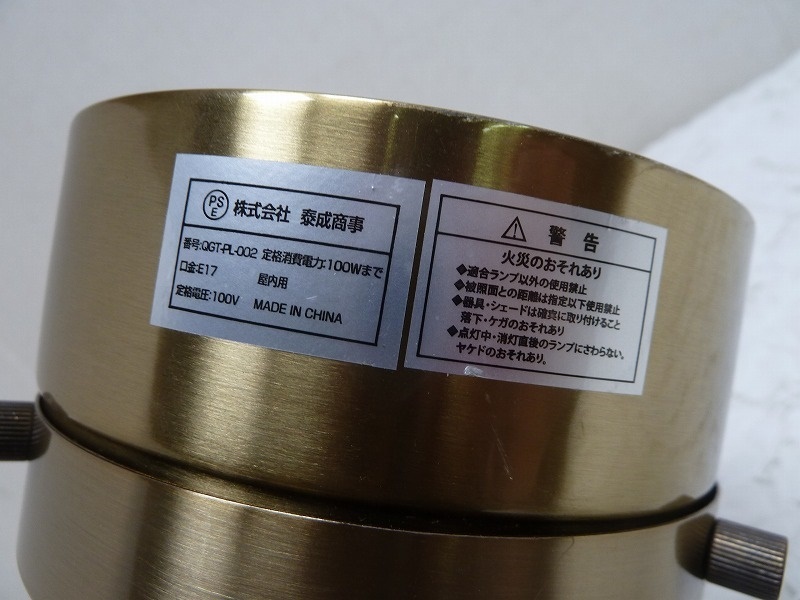 PSE 株式会社 泰成商事
番号:QGT-PL-002 定格消費電力:100Wまで
口金:E17 屋内用
定格電圧:100V MADE IN CHINA
警告
火災のおそれあり
◆適合ランプ以外の使用禁止
◆被照面との距離は指定以下使用禁止
◆器具・シェードは確実に取り付けること
落下・ケガのおそれあり
◆点灯中・消灯直後のランプにさわらない。
ヤケドのおそれあり。